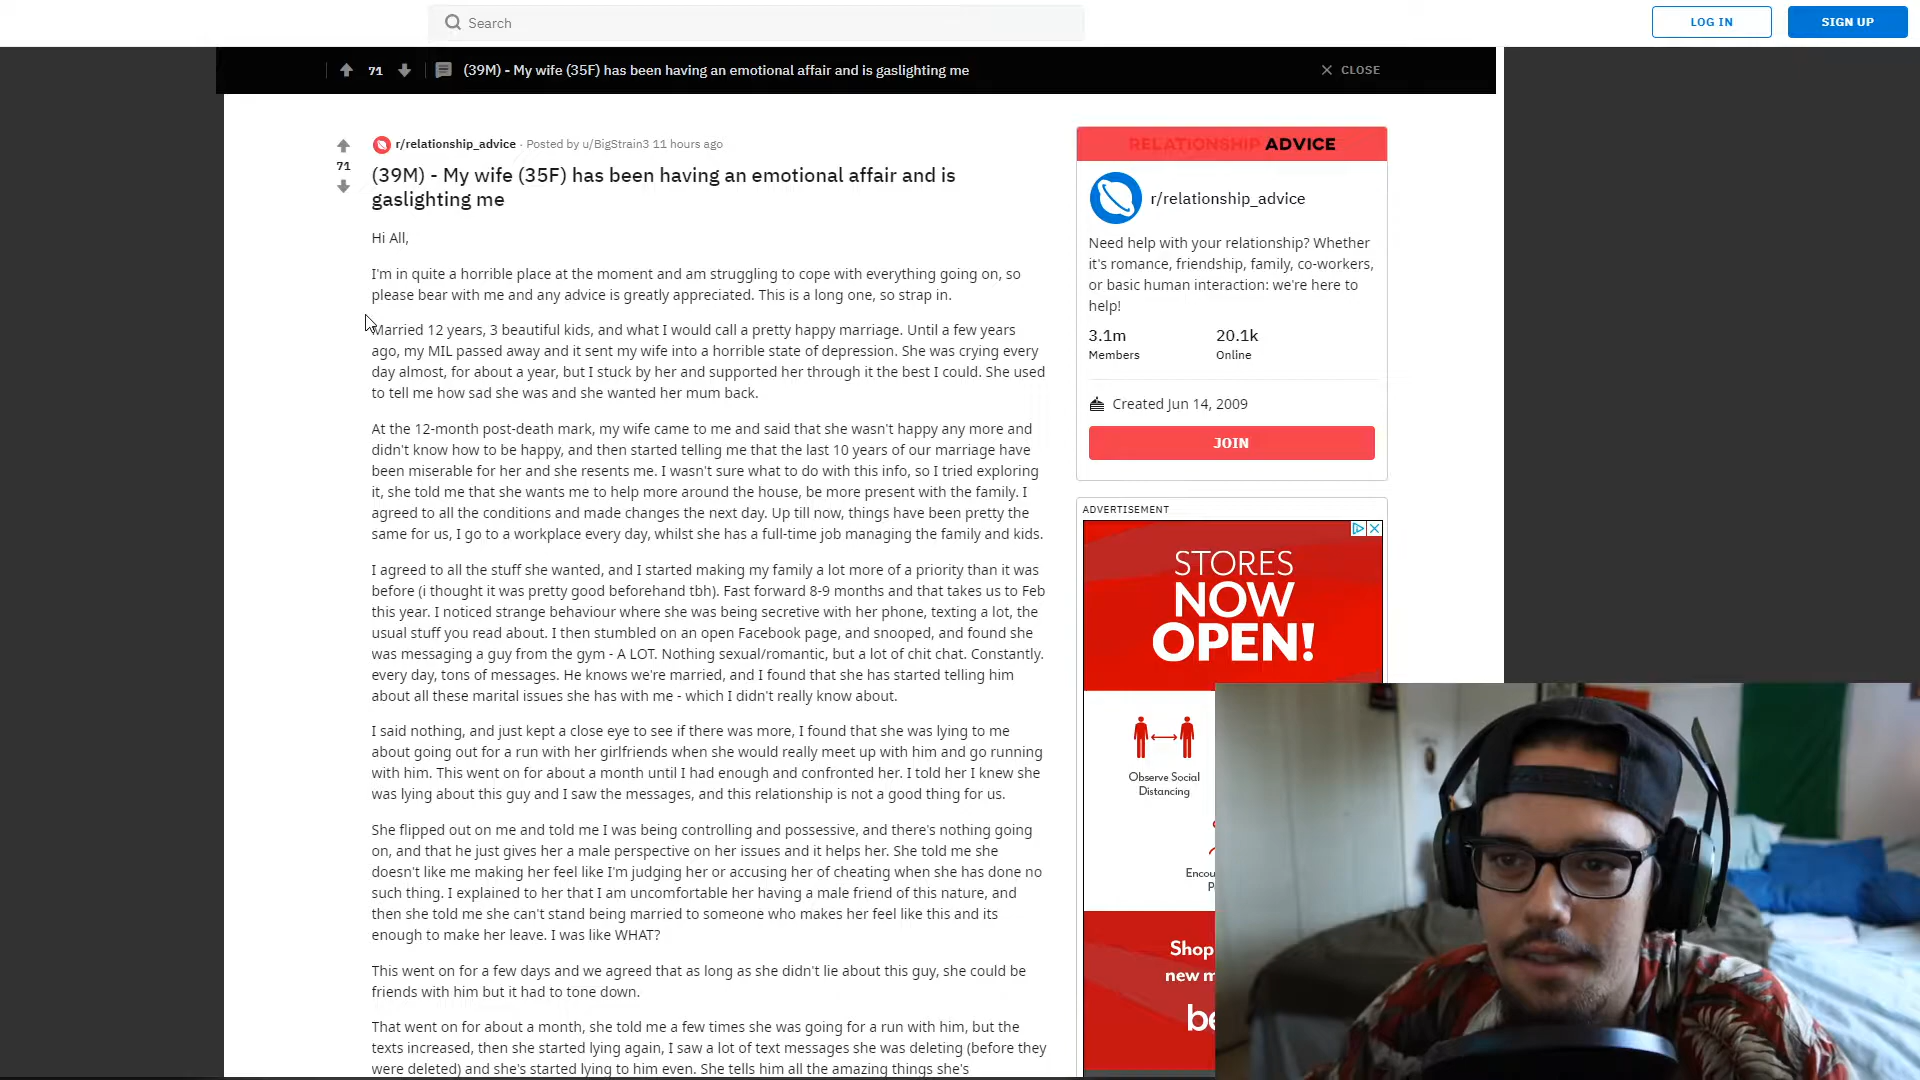 Search
LOG IN
SIGN UP
71
(39M) - My wife (35F) has been having an emotional affair and is gaslighting me
CLOSE
r/relationship_advice · Posted by u/BigStrain3 11 hours ago
71
(39M) - My wife (35F) has been having an emotional affair and is
gaslighting me
Hi All,
I'm in quite a horrible place at the moment and am struggling to cope with everything going on, so
please bear with me and any advice is greatly appreciated. This is a long one, so strap in.
Married 12 years, 3 beautiful kids, and what I would call a pretty happy marriage. Until a few years
ago, my MIL passed away and it sent my wife into a horrible state of depression. She was crying every
day almost, for about a year, but I stuck by her and supported her through it the best I could. She used
to tell me how sad she was and she wanted her mum back.
At the 12-month post-death mark, my wife came to me and said that she wasn't happy any more and
didn't know how to be happy, and then started telling me that the last 10 years of our marriage have
been miserable for her and she resents me. I wasn't sure what to do with this info, so I tried exploring
it, she told me that she wants me to help more around the house, be more present with the family. I
agreed to all the conditions and made changes the next day. Up till now, things have been pretty the
same for us, I go to a workplace every day, whilst she has a full-time job managing the family and kids.
I agreed to all the stuff she wanted, and I started making my family a lot more of a priority than it was
before (i thought it was pretty good beforehand tbh). Fast forward 8-9 months and that takes us to Feb
this year. I noticed strange behaviour where she was being secretive with her phone, texting a lot, the
usual stuff you read about. I then stumbled on an open Facebook page, and snooped, and found she
was messaging a guy from the gym - A LOT. Nothing sexual/romantic, but a lot of chit chat. Constantly.
every day, tons of messages. He knows we're married, and I found that she has started telling him
about all these marital issues she has with me - which I didn't really know about.
I said nothing, and just kept a close eye to see if there was more, I found that she was lying to me
about going out for a run with her girlfriends when she would really meet up with him and go running
with him. This went on for about a month until I had enough and confronted her. I told her I knew she
was lying about this guy and I saw the messages, and this relationship is not a good thing for us.
She flipped out on me and told me I was being controlling and possessive, and there's nothing going
on, and that he just gives her a male perspective on her issues and it helps her. She told me she
doesn't like me making her feel like I'm judging her or accusing her of cheating when she has done no
such thing. I explained to her that I am uncomfortable her having a male friend of this nature, and
then she told me she can't stand being married to someone who makes her feel like this and its
enough to make her leave. I was like WHAT?
This went on for a few days and we agreed that as long as she didn't lie about this guy, she could be
friends with him but it had to tone down.
That went on for about a month, she told me a few times she was going for a run with him, but the
texts increased, then she started lying again, I saw a lot of text messages she was deleting (before they
were deleted) and she's started lying to him even. She tells him all the amazing things she's
RELATIONSHIP ADVICE
r/relationship_advice
Need help with your relationship? Whether
it's romance, friendship, family, co-workers,
or basic human interaction: we're here to
help!
3.1m
20.1k
Members
Online
Created Jun 14, 2009
JOIN
ADVERTISEMENT
STORES
NOW
OPEN!
Observe Social
Distancing
Encou
P
Shop
new m
be